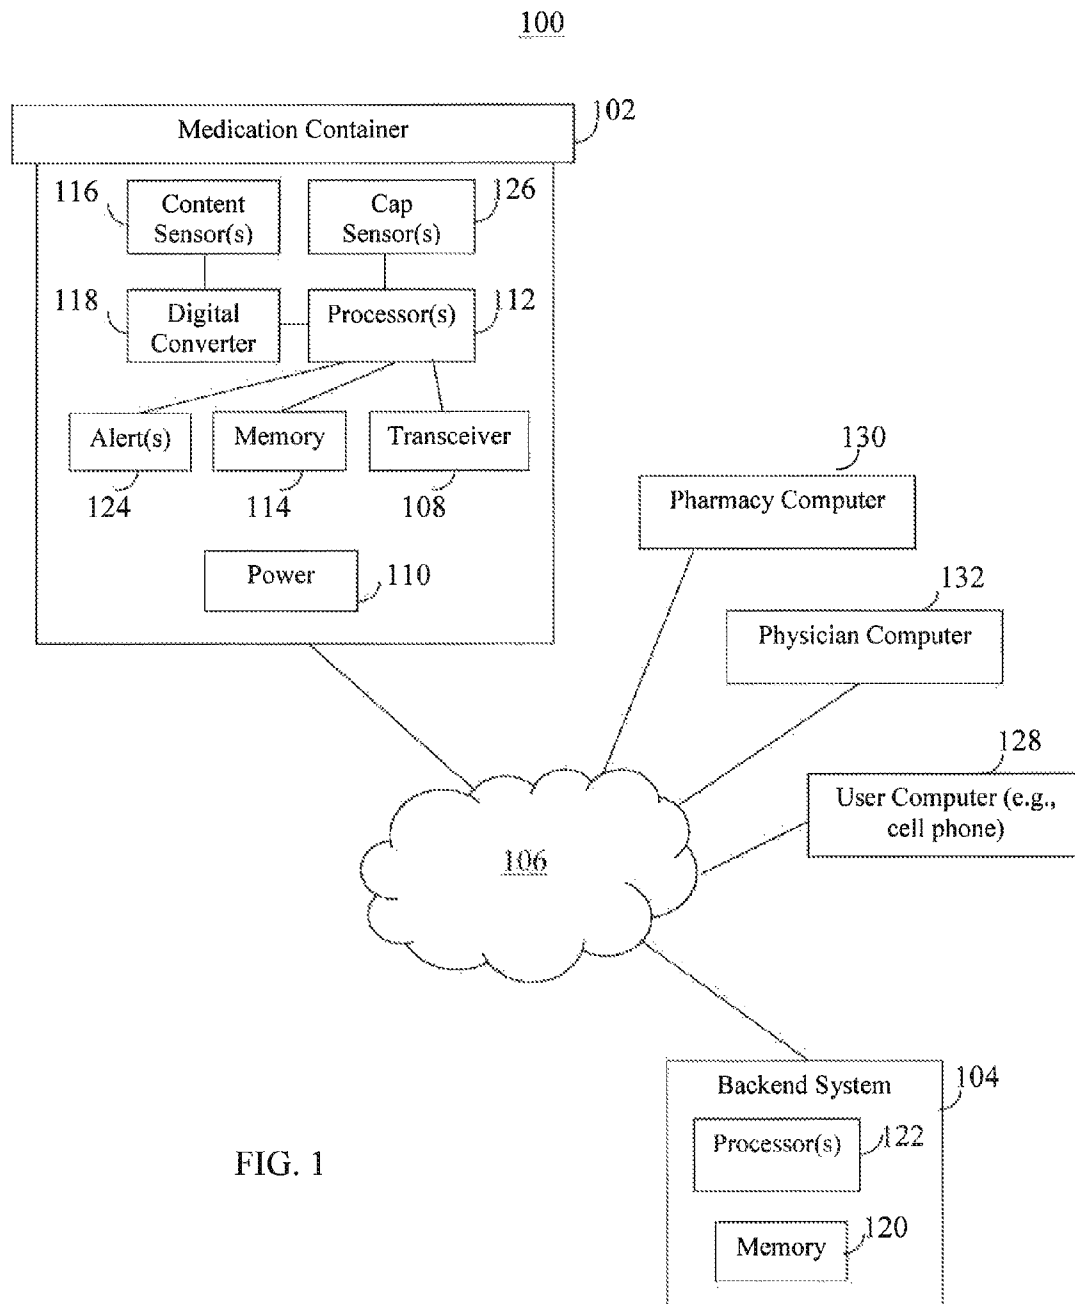 100
Medication Container
102
116
Content
Sensor(s)
Cap
Sensor(s)
126
118
Digital
Converter
Processor(s)
112
Alert(s)
Memory
Transceiver
124
114
108
Power
110
130
Pharmacy Computer
132
Physician Computer
128
User Computer (e.g.,
cell phone)
106
Backend System
104
Processor(s)
122
Memory
120
FIG. 1